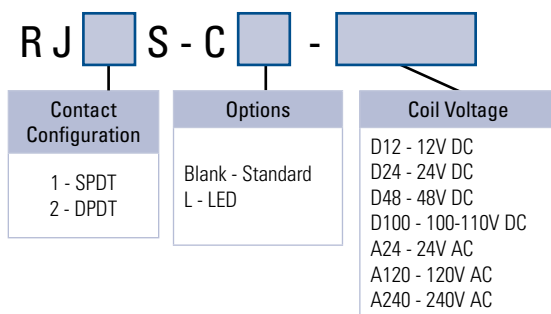 RJ S - C -
Contact
Configuration
1 - SPDT
2 - DPDT
Options
Blank - Standard
L - LED
Coil Voltage
D12 - 12V DC
D24 - 24V DC
D48 - 48V DC
D100 - 100-110V DC
A24 - 24V AC
A120 - 120V AC
A240 - 240V AC